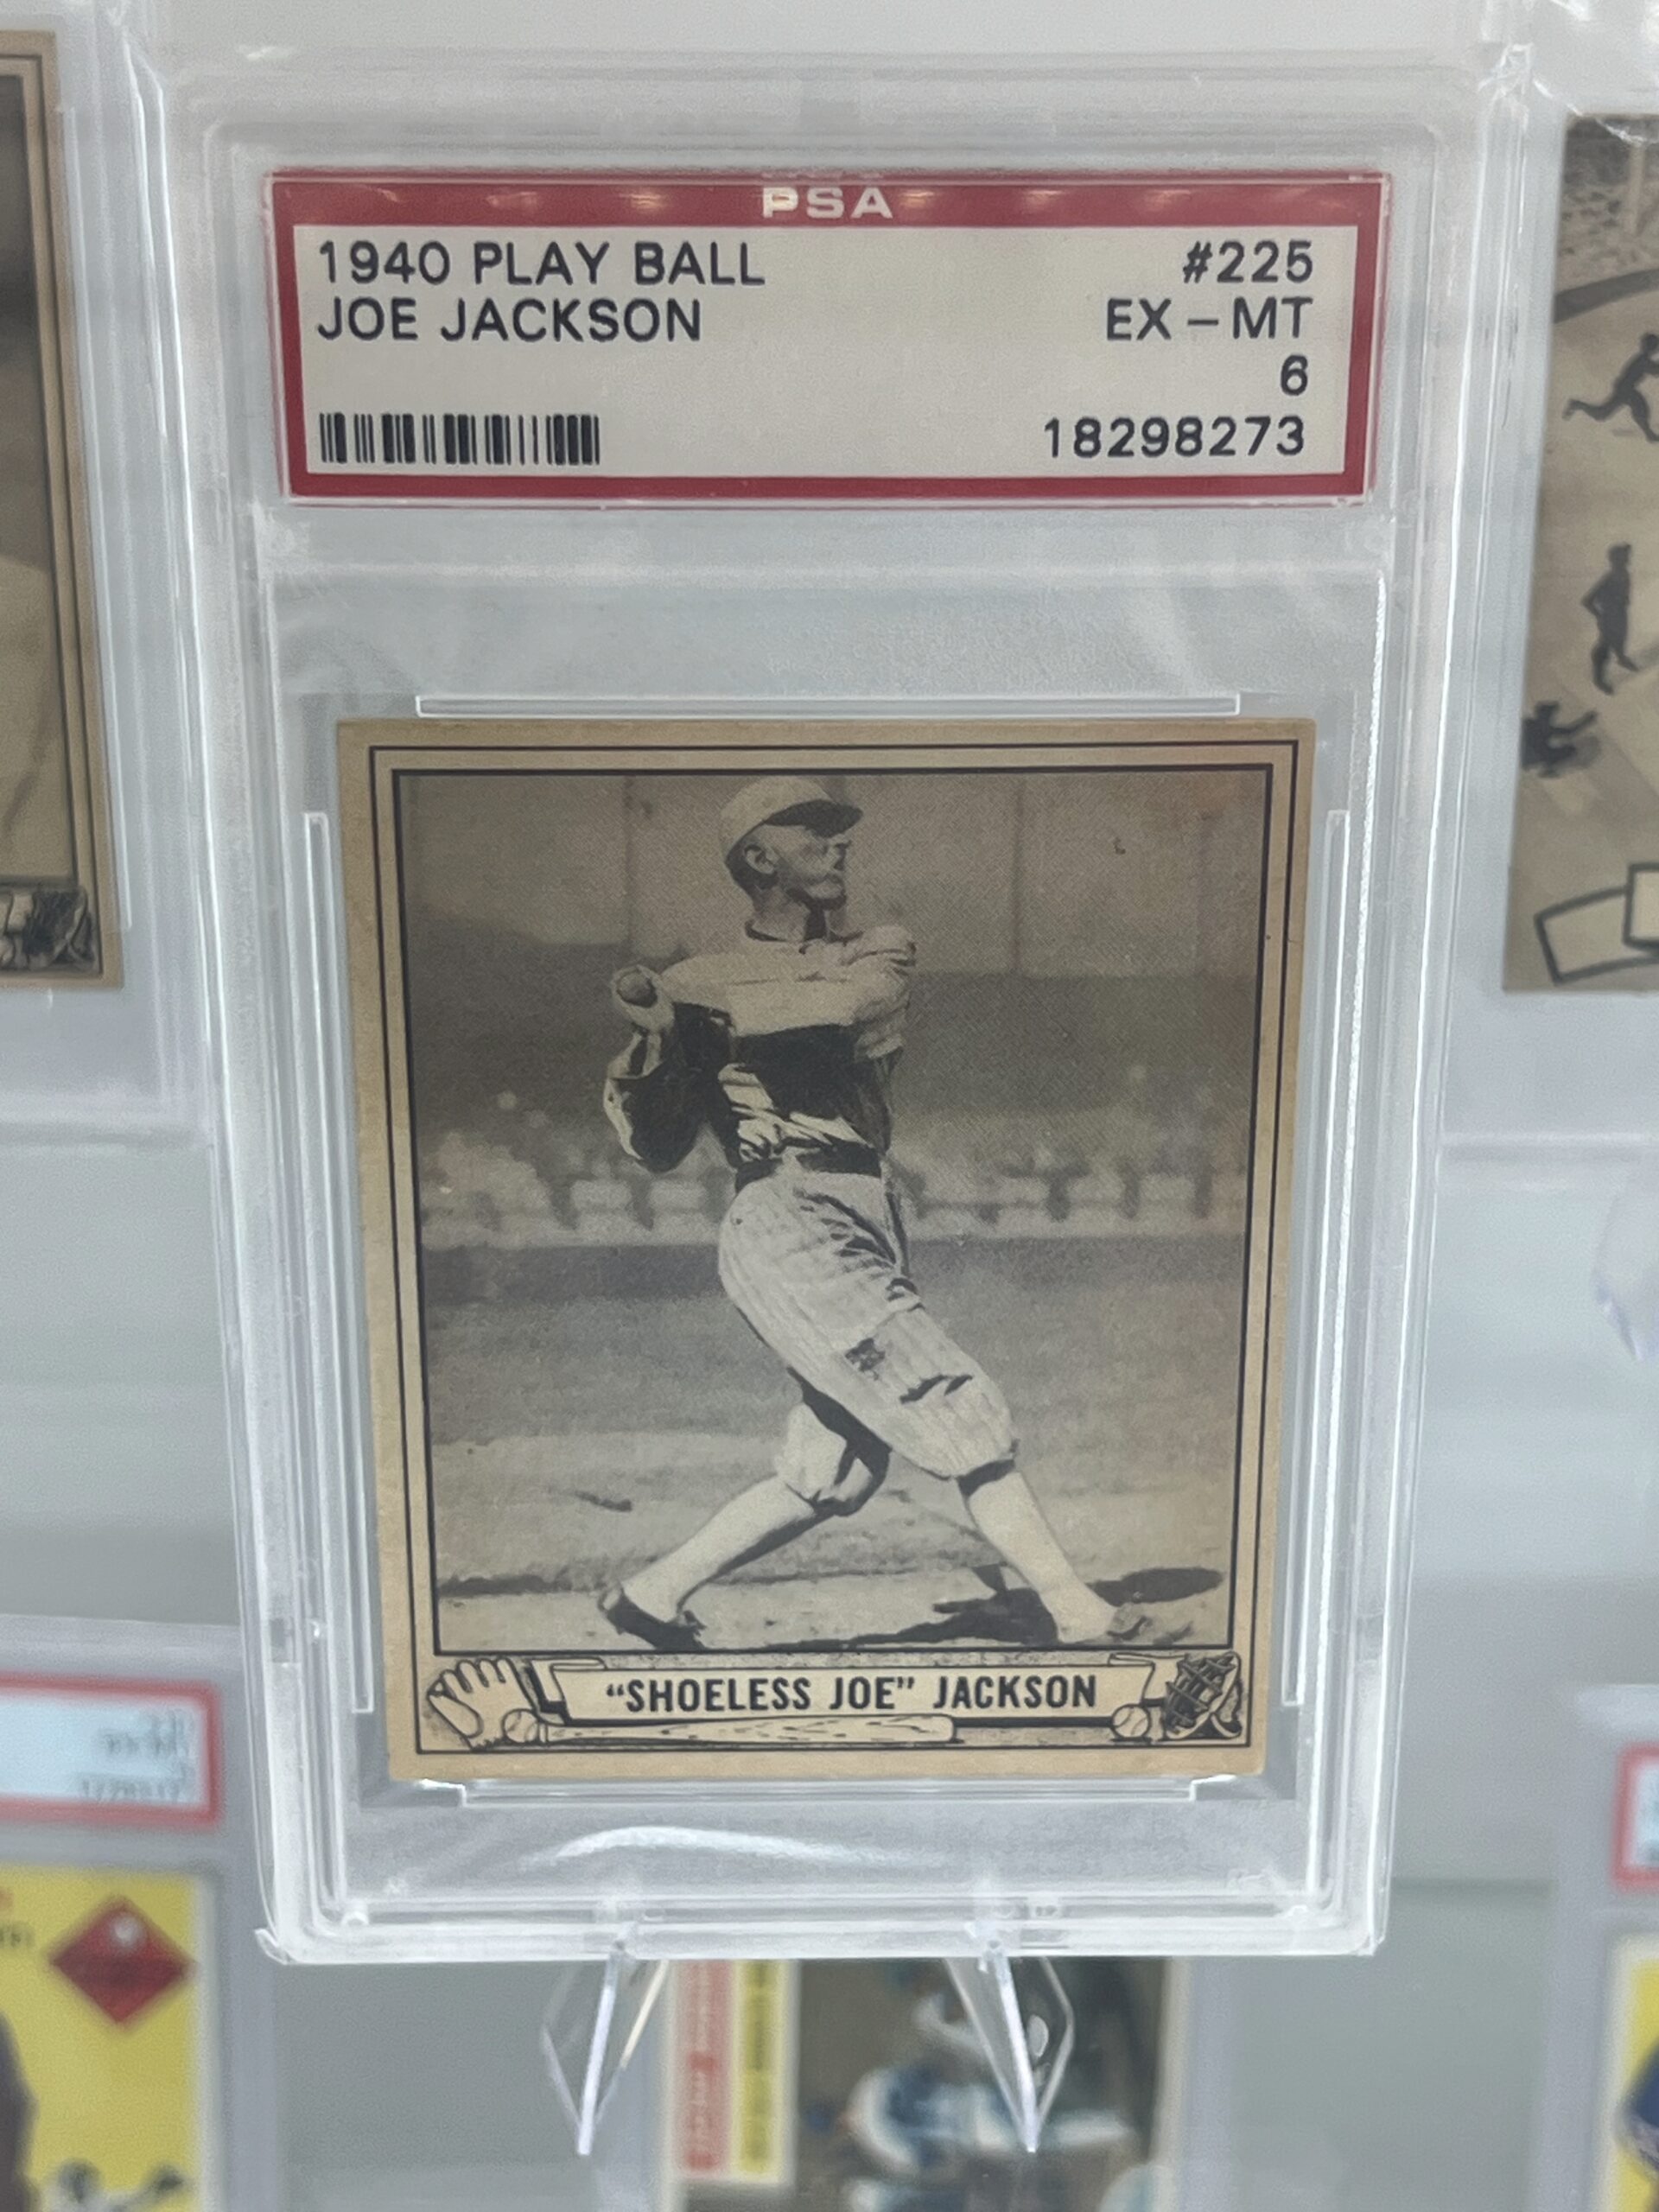 PSA
1940 PLAY BALL #225
JOE JACKSON EX - MT
6
18298273
“SHOELESS JOE” JACKSON